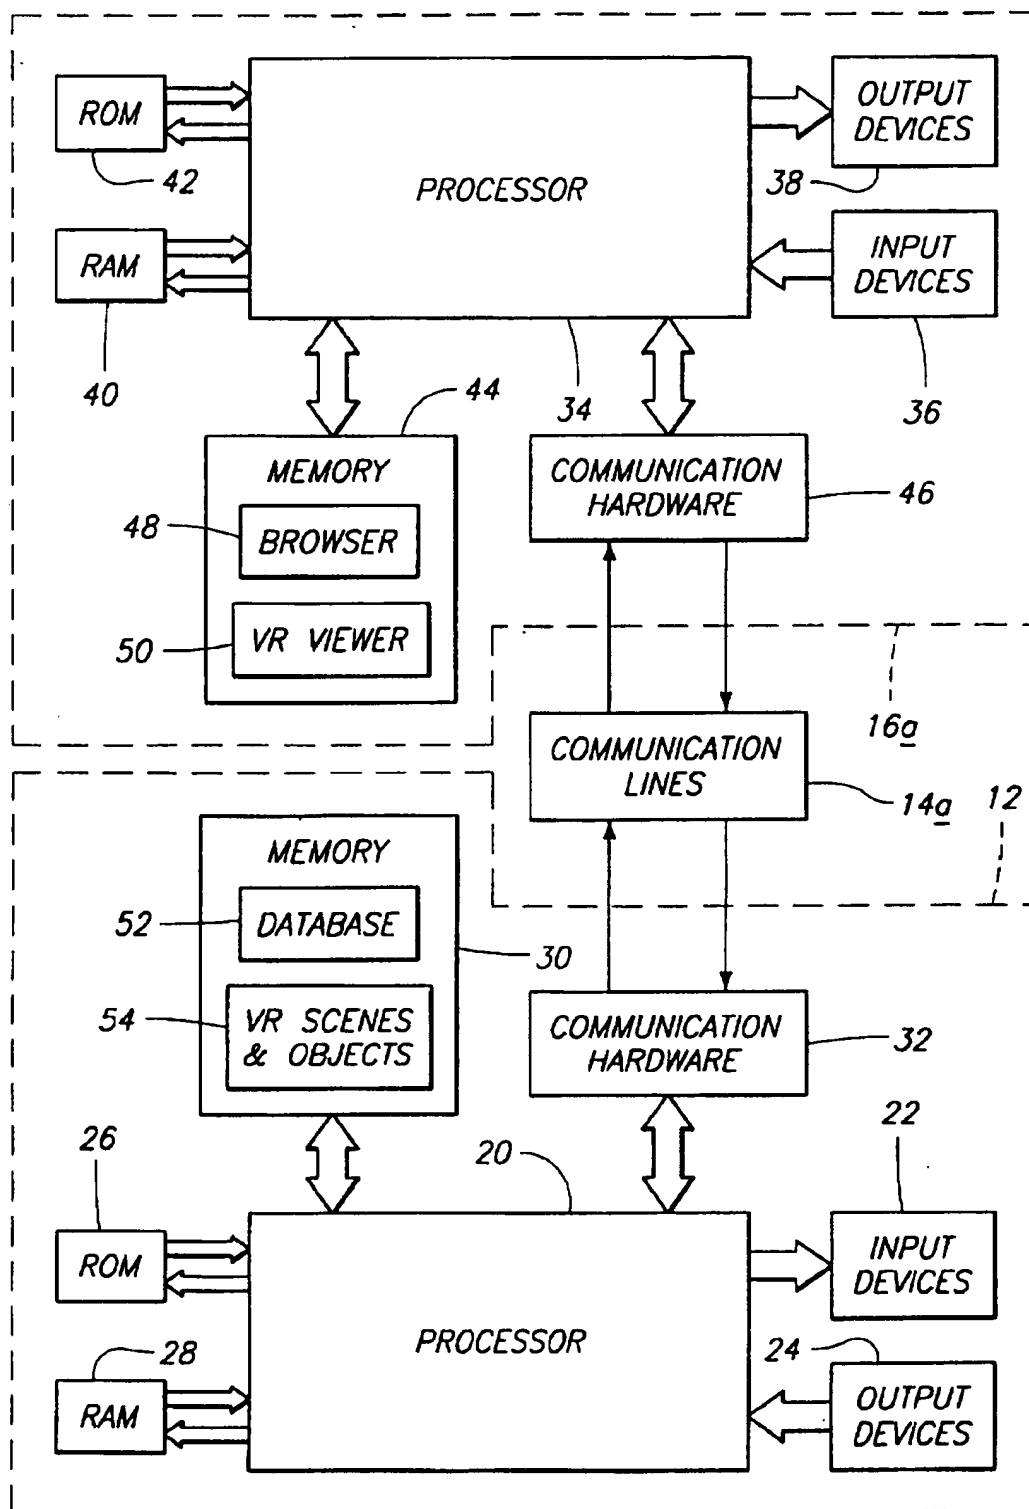 ROM
42
PROCESSOR
OUTPUT
DEVICES
38
RAM
40
INPUT
DEVICES
36
34
44
MEMORY
48
BROWSER
50
VR VIEWER
COMMUNICATION
HARDWARE
46
16a
COMMUNICATION
LINES
14a
12
MEMORY
52
DATABASE
30
54
VR SCENES
& OBJECTS
COMMUNICATION
HARDWARE
32
26
20
22
ROM
PROCESSOR
INPUT
DEVICES
28
RAM
24
OUTPUT
DEVICES